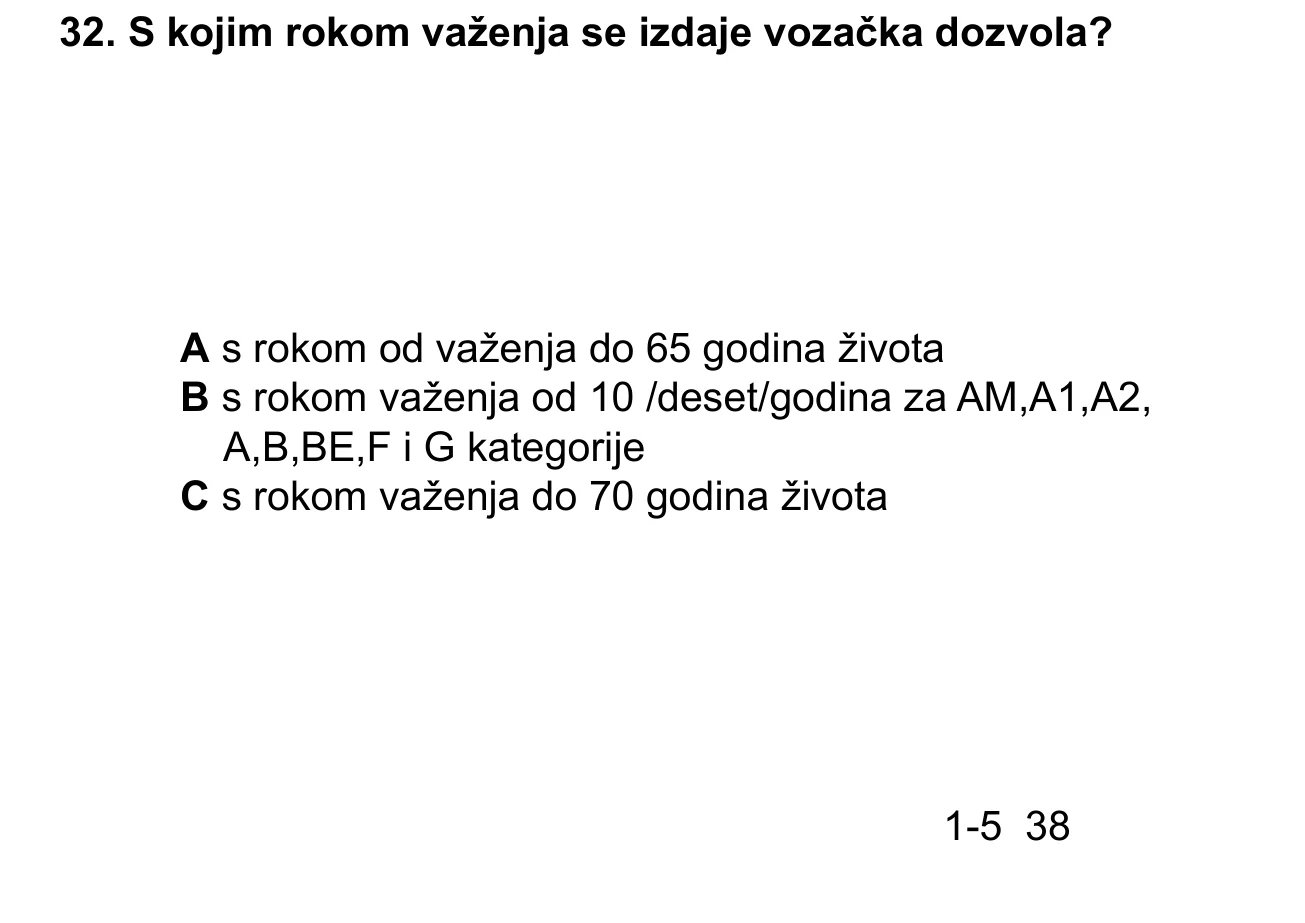 32. S kojim rokom važenja se izdaje vozačka dozvola?
A s rokom od važenja do 65 godina života
B s rokom važenja od 10 /deset/godina za AM,A1,A2,
A,B,BE,F i G kategorije
C s rokom važenja do 70 godina života
1-5 38